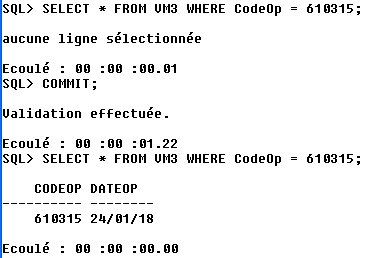 SQL> SELECT * FROM VM3 WHERE CodeOp = 610315;
aucune ligne sélectionnée
Ecoulé : 00 :00 :00.01
SQL> COMMIT;
Validation effectuée.
Ecoulé : 00 :00 :01.22
SQL> SELECT * FROM VM3 WHERE CodeOp = 610315;
    CODEOP DATEOP
---------- --------
    610315 24/01/18
Ecoulé : 00 :00 :00.00